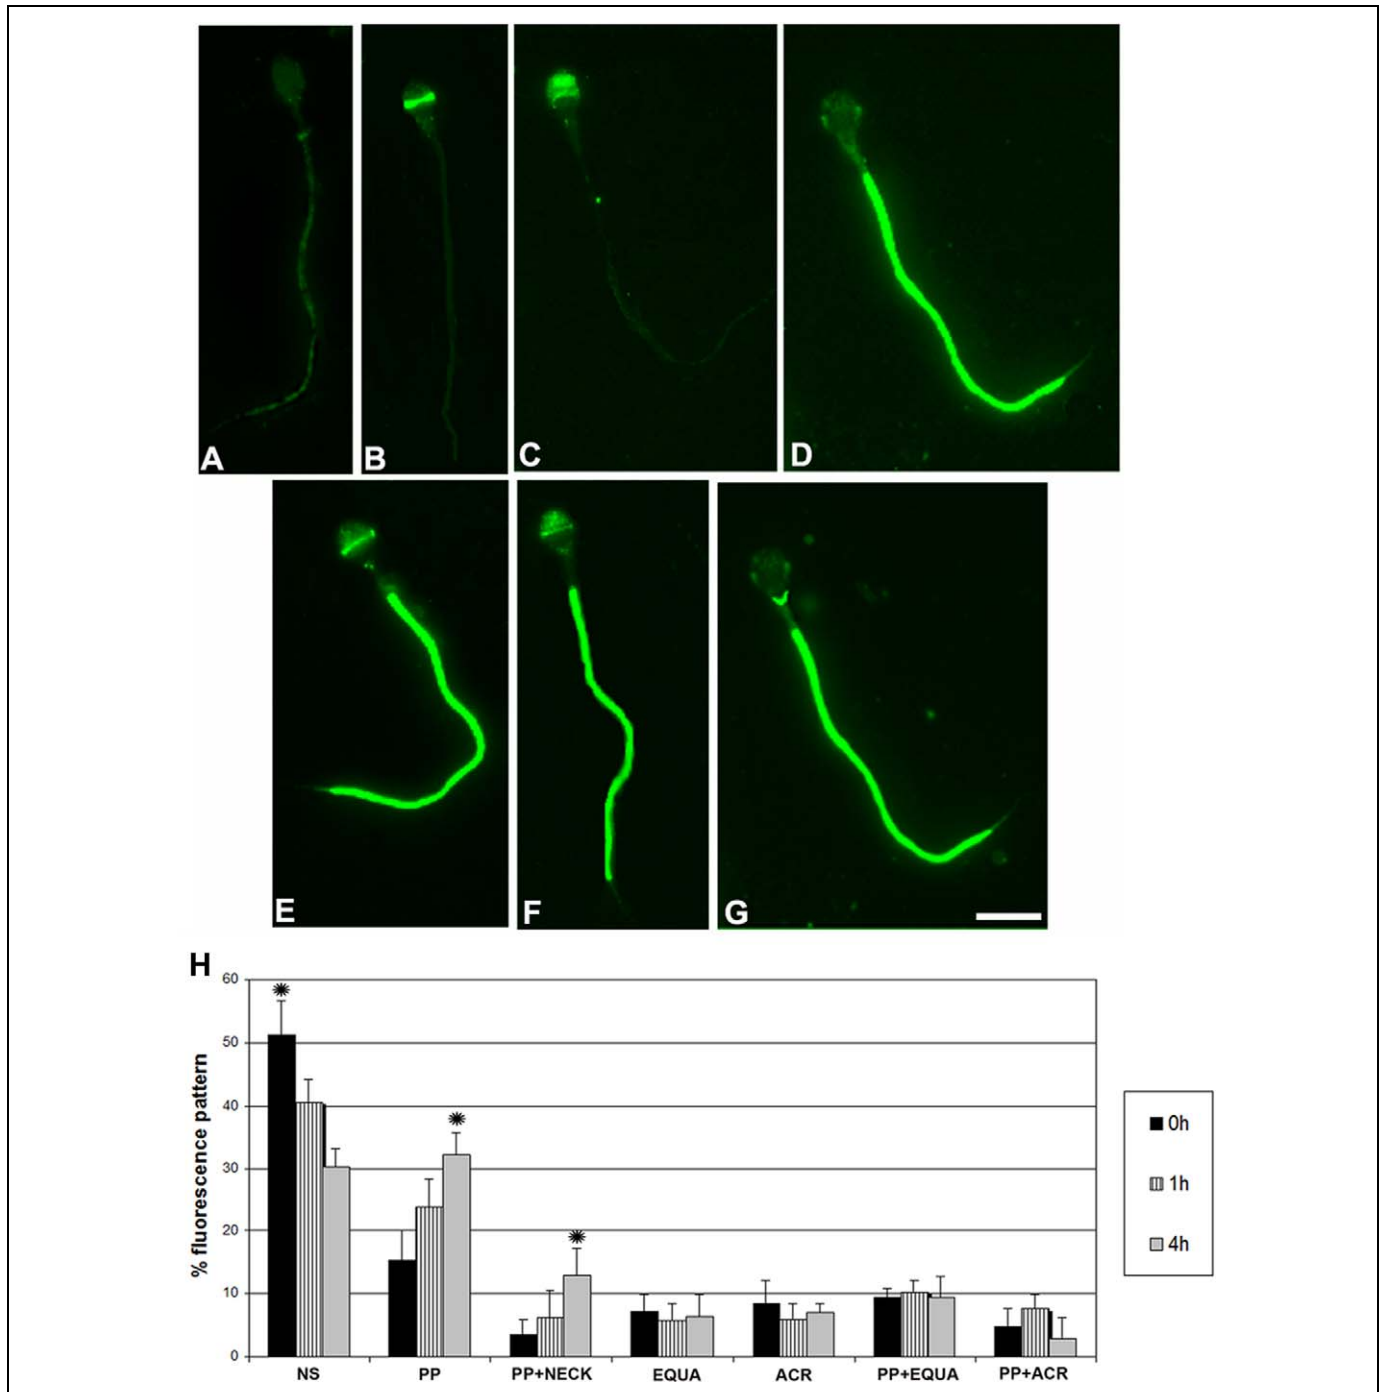 A
B
C
D
E
F
G
H
% fluorescence pattern
60
50
40
30
20
10
0
NS PP PP+NECK EQUA ACR PP+EQUA PP+ACR
0h
1h
4h